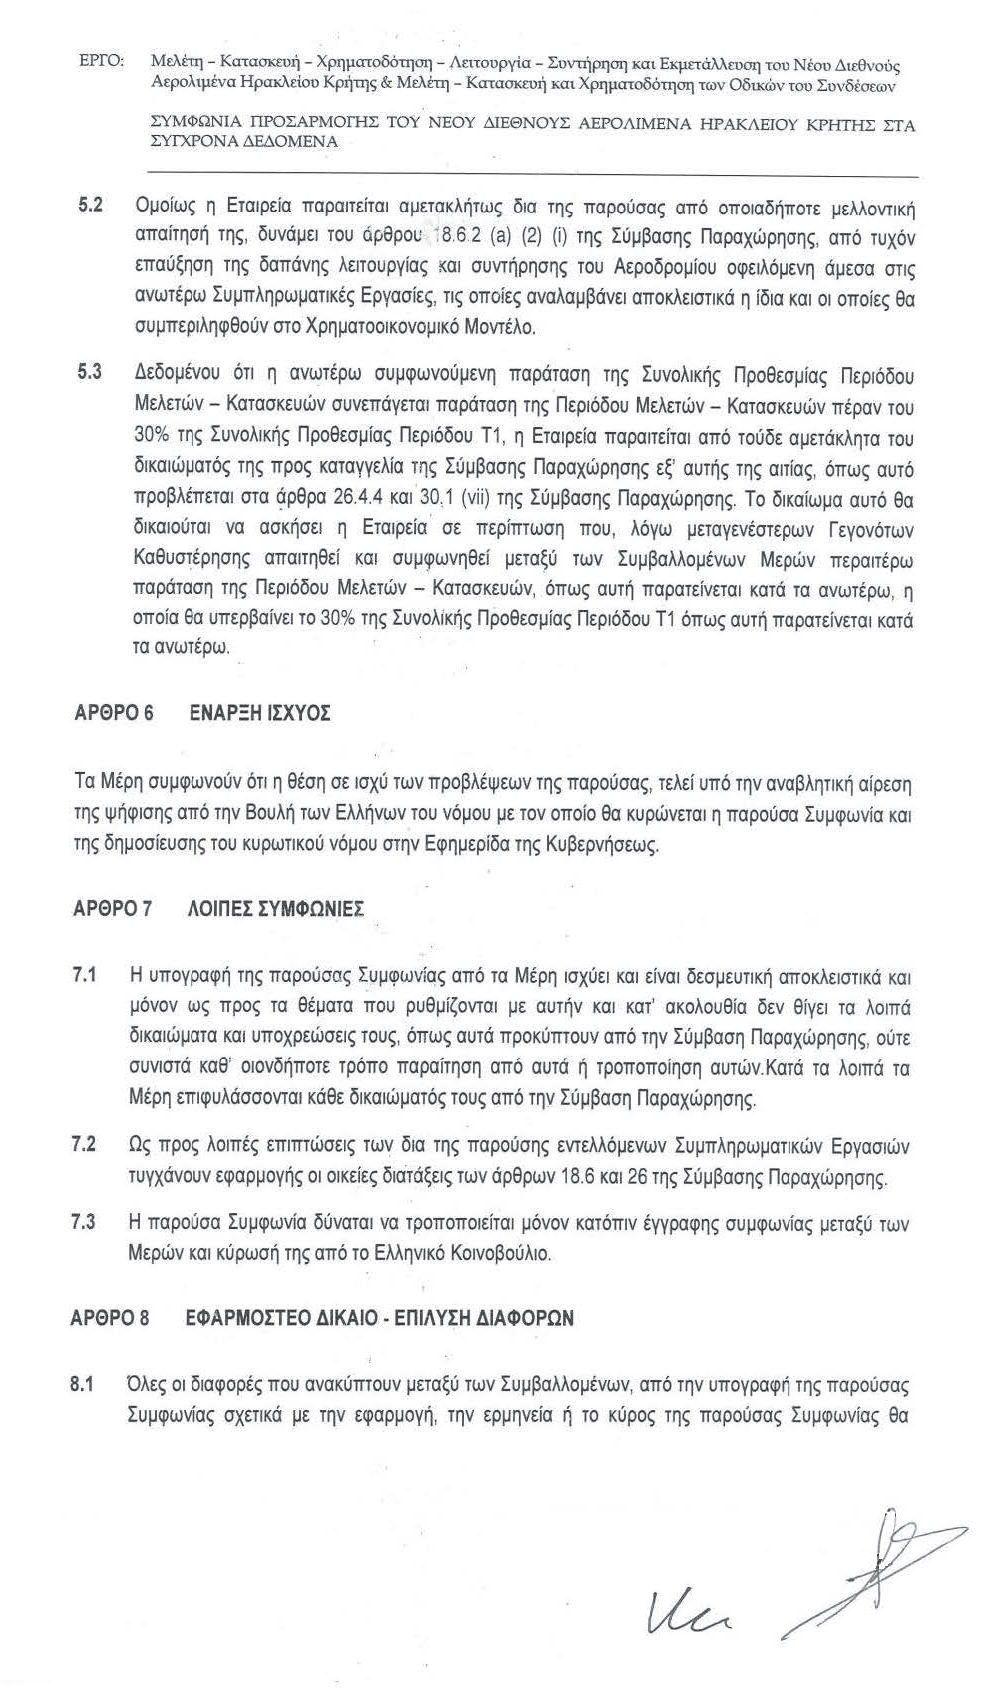 ΕΡΓΟ: Μελέτη – Κατασκευή – Χρηματοδότηση – Λειτουργία – Συντήρηση και Εκμετάλλευση του Νέου Διεθνούς
Αερολιμένα Ηρακλείου Κρήτης & Μελέτη – Κατασκευή και Χρηματοδότηση των Οδικών του Συνδέσεων
ΣΥΜΦΩΝΙΑ ΠΡΟΣΑΡΜΟΓΗΣ ΤΟΥ ΝΕΟΥ ΔΙΕΘΝΟΥΣ ΑΕΡΟΛΙΜΕΝΑ ΗΡΑΚΛΕΙΟΥ ΚΡΗΤΗΣ ΣΤΑ
ΣΥΓΧΡΟΝΑ ΔΕΔΟΜΕΝΑ
5.2 Ομοίως η Εταιρεία παραιτείται αμετακλήτως δια της παρούσας από οποιαδήποτε μελλοντική
απαίτησή της, δυνάμει του άρθρου 18.6.2 (a) (2) (i) της Σύμβασης Παραχώρησης, από τυχόν
επαύξηση της δαπάνης λειτουργίας και συντήρησης του Αεροδρομίου οφειλόμενη άμεσα στις
ανωτέρω Συμπληρωματικές Εργασίες, τις οποίες αναλαμβάνει αποκλειστικά η ίδια και οι οποίες θα
συμπεριληφθούν στο Χρηματοοικονομικό Μοντέλο.
5.3 Δεδομένου ότι η ανωτέρω συμφωνούμενη παράταση της Συνολικής Προθεσμίας Περιόδου
Μελετών – Κατασκευών συνεπάγεται παράταση της Περιόδου Μελετών – Κατασκευών πέραν του
30% της Συνολικής Προθεσμίας Περιόδου Τ1, η Εταιρεία παραιτείται από τούδε αμετάκλητα του
δικαιώματός της προς καταγγελία της Σύμβασης Παραχώρησης εξ’ αυτής της αιτίας, όπως αυτό
προβλέπεται στα άρθρα 26.4.4 και 30.1 (vii) της Σύμβασης Παραχώρησης. Το δικαίωμα αυτό θα
δικαιούται να ασκήσει η Εταιρεία σε περίπτωση που, λόγω μεταγενέστερων Γεγονότων
Καθυστέρησης απαιτηθεί και συμφωνηθεί μεταξύ των Συμβαλλομένων Μερών περαιτέρω
παράταση της Περιόδου Μελετών – Κατασκευών, όπως αυτή παρατείνεται κατά τα ανωτέρω, η
οποία θα υπερβαίνει το 30% της Συνολικής Προθεσμίας Περιόδου Τ1 όπως αυτή παρατείνεται κατά
τα ανωτέρω.
ΑΡΘΡΟ 6 ΕΝΑΡΞΗ ΙΣΧΥΟΣ
Τα Μέρη συμφωνούν ότι η θέση σε ισχύ των προβλέψεων της παρούσας, τελεί υπό την αναβλητική αίρεση
της ψήφισης από την Βουλή των Ελλήνων του νόμου με τον οποίο θα κυρώνεται η παρούσα Συμφωνία και
της δημοσίευσης του κυρωτικού νόμου στην Εφημερίδα της Κυβερνήσεως.
ΑΡΘΡΟ 7 ΛΟΙΠΕΣ ΣΥΜΦΩΝΙΕΣ
7.1 Η υπογραφή της παρούσας Συμφωνίας από τα Μέρη ισχύει και είναι δεσμευτική αποκλειστικά και
μόνον ως προς τα θέματα που ρυθμίζονται με αυτήν και κατ’ ακολουθία δεν θίγει τα λοιπά
δικαιώματα και υποχρεώσεις τους, όπως αυτά προκύπτουν από την Σύμβαση Παραχώρησης, ούτε
συνιστά καθ’ οιονδήποτε τρόπο παραίτηση από αυτά ή τροποποίηση αυτών.Κατά τα λοιπά τα
Μέρη επιφυλάσσονται κάθε δικαιώματός τους από την Σύμβαση Παραχώρησης.
7.2 Ως προς λοιπές επιπτώσεις των δια της παρούσης εντελλόμενων Συμπληρωματικών Εργασιών
τυγχάνουν εφαρμογής οι οικείες διατάξεις των άρθρων 18.6 και 26 της Σύμβασης Παραχώρησης.
7.3 Η παρούσα Συμφωνία δύναται να τροποποιείται μόνον κατόπιν έγγραφης συμφωνίας μεταξύ των
Μερών και κύρωσή της από το Ελληνικό Κοινοβούλιο.
ΑΡΘΡΟ 8 ΕΦΑΡΜΟΣΤΕΟ ΔΙΚΑΙΟ - ΕΠΙΛΥΣΗ ΔΙΑΦΟΡΩΝ
8.1 Όλες οι διαφορές που ανακύπτουν μεταξύ των Συμβαλλομένων, από την υπογραφή της παρούσας
Συμφωνίας σχετικά με την εφαρμογή, την ερμηνεία ή το κύρος της παρούσας Συμφωνίας θα